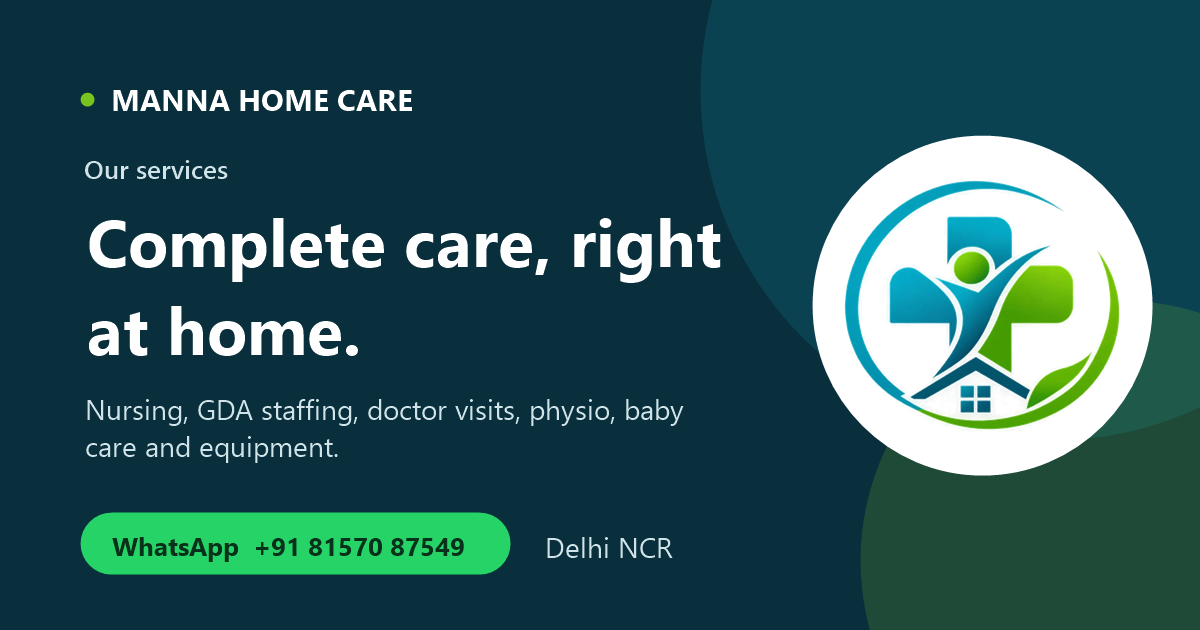 MANNA HOME CARE
Our services
Complete care, right
at home.
Nursing, GDA staffing, doctor visits, physio, baby
care and equipment.
WhatsApp +91 81570 87549
Delhi NCR